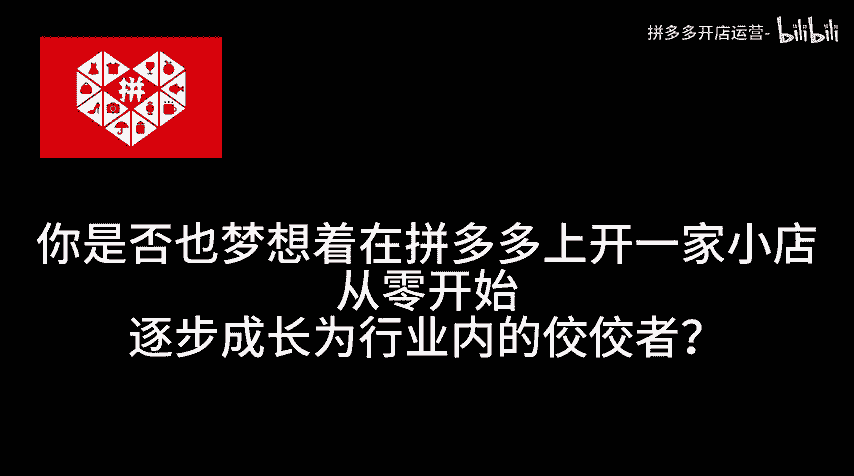 拼多多开店运营- bilibili
拼
你是否也梦想着在拼多多上开一家小店
从零开始
逐步成长为行业内的佼佼者？